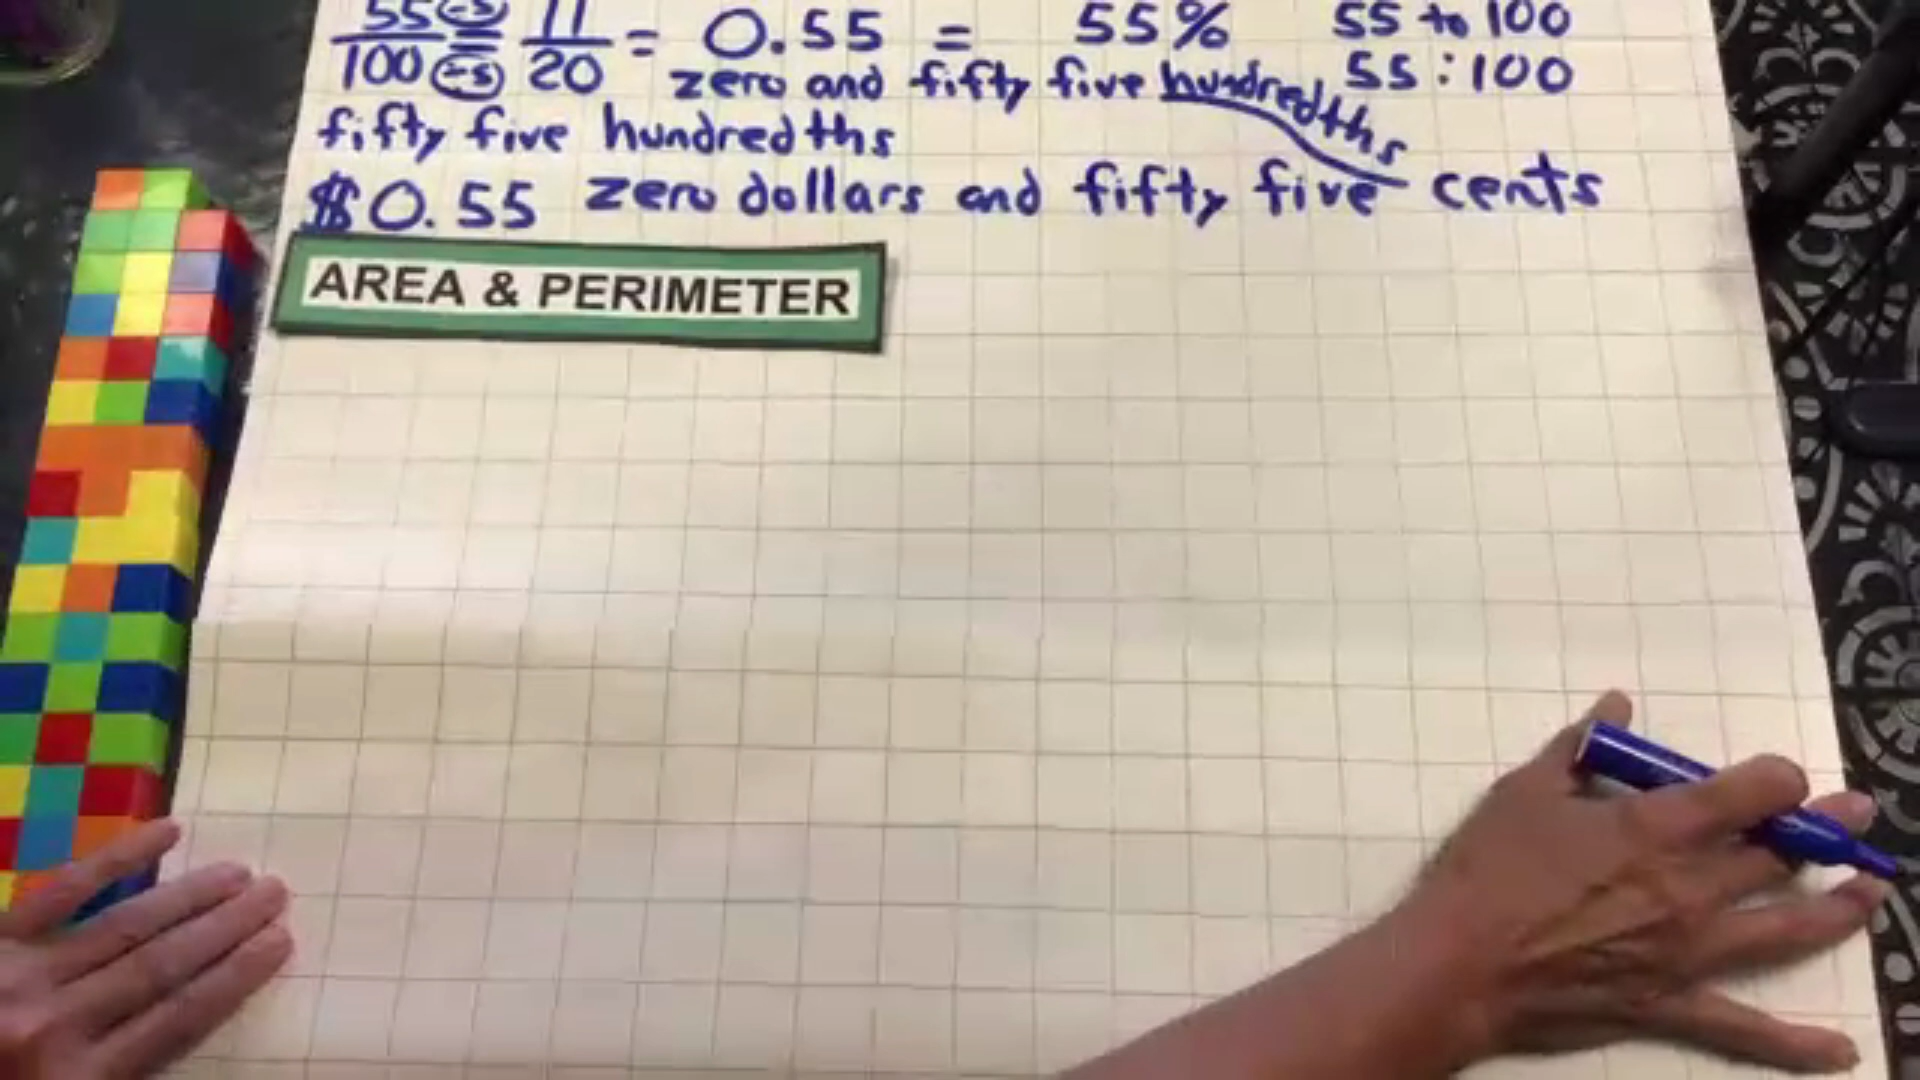 55 ÷5 11 = 0.55 = 55% 55 to 100
100 ÷5 20 zero and fifty five hundredths 55:100
fifty five hundredths
$0.55 zero dollars and fifty five cents
AREA & PERIMETER